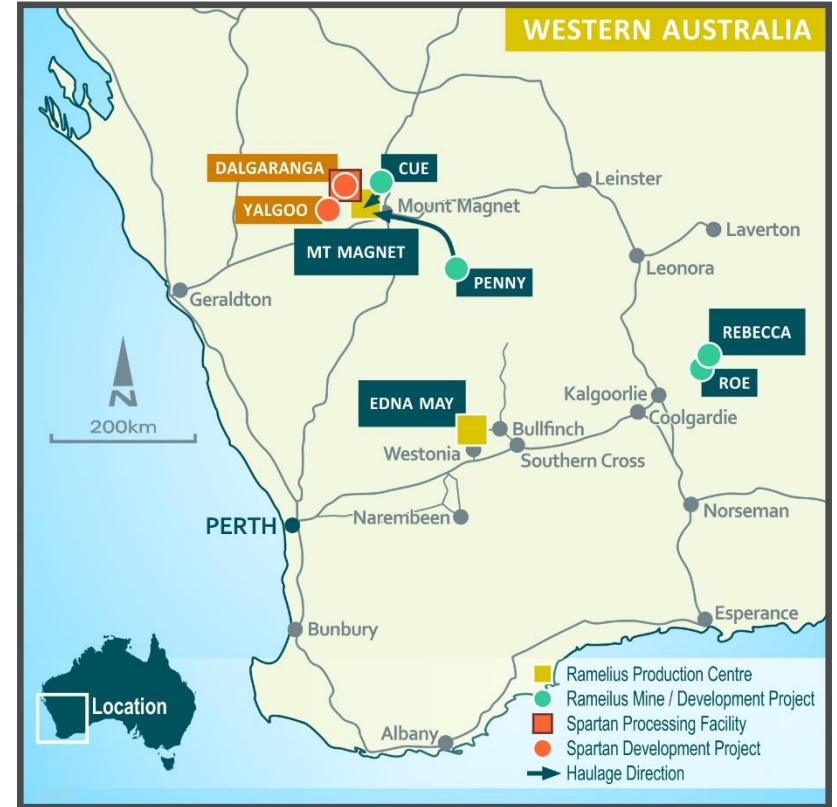 WESTERN AUSTRALIA
DALGARANGA
CUE
YALGOO
Mount Magnet
MT MAGNET
PENNY
Leinster
Laverton
Leonora
Geraldton
REBECCA
ROE
N
200km
EDNA MAY
Kalgoorlie
Coolgardie
Bullfinch
Westonia
Southern Cross
PERTH
Narembeen
Norseman
Esperance
Bunbury
Albany
Location
Ramelius Production Centre
Rameilus Mine / Development Project
Spartan Processing Facility
Spartan Development Project
Haulage Direction